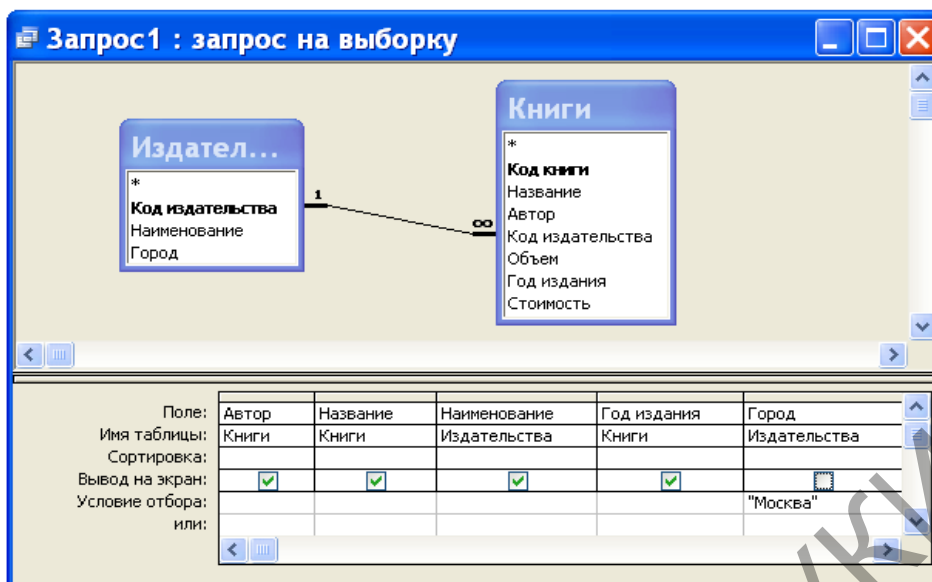 Запрос1 : запрос на выборку
Издател...
*
Код издательства
Наименование
Город
1
∞
Книги
*
Код книги
Название
Автор
Код издательства
Объем
Год издания
Стоимость
Поле: Автор Название Наименование Год издания Город
Имя таблицы: Книги Книги Издательства Книги Издательства
Сортировка:
Вывод на экран:
Условие отбора: "Москва"
или: